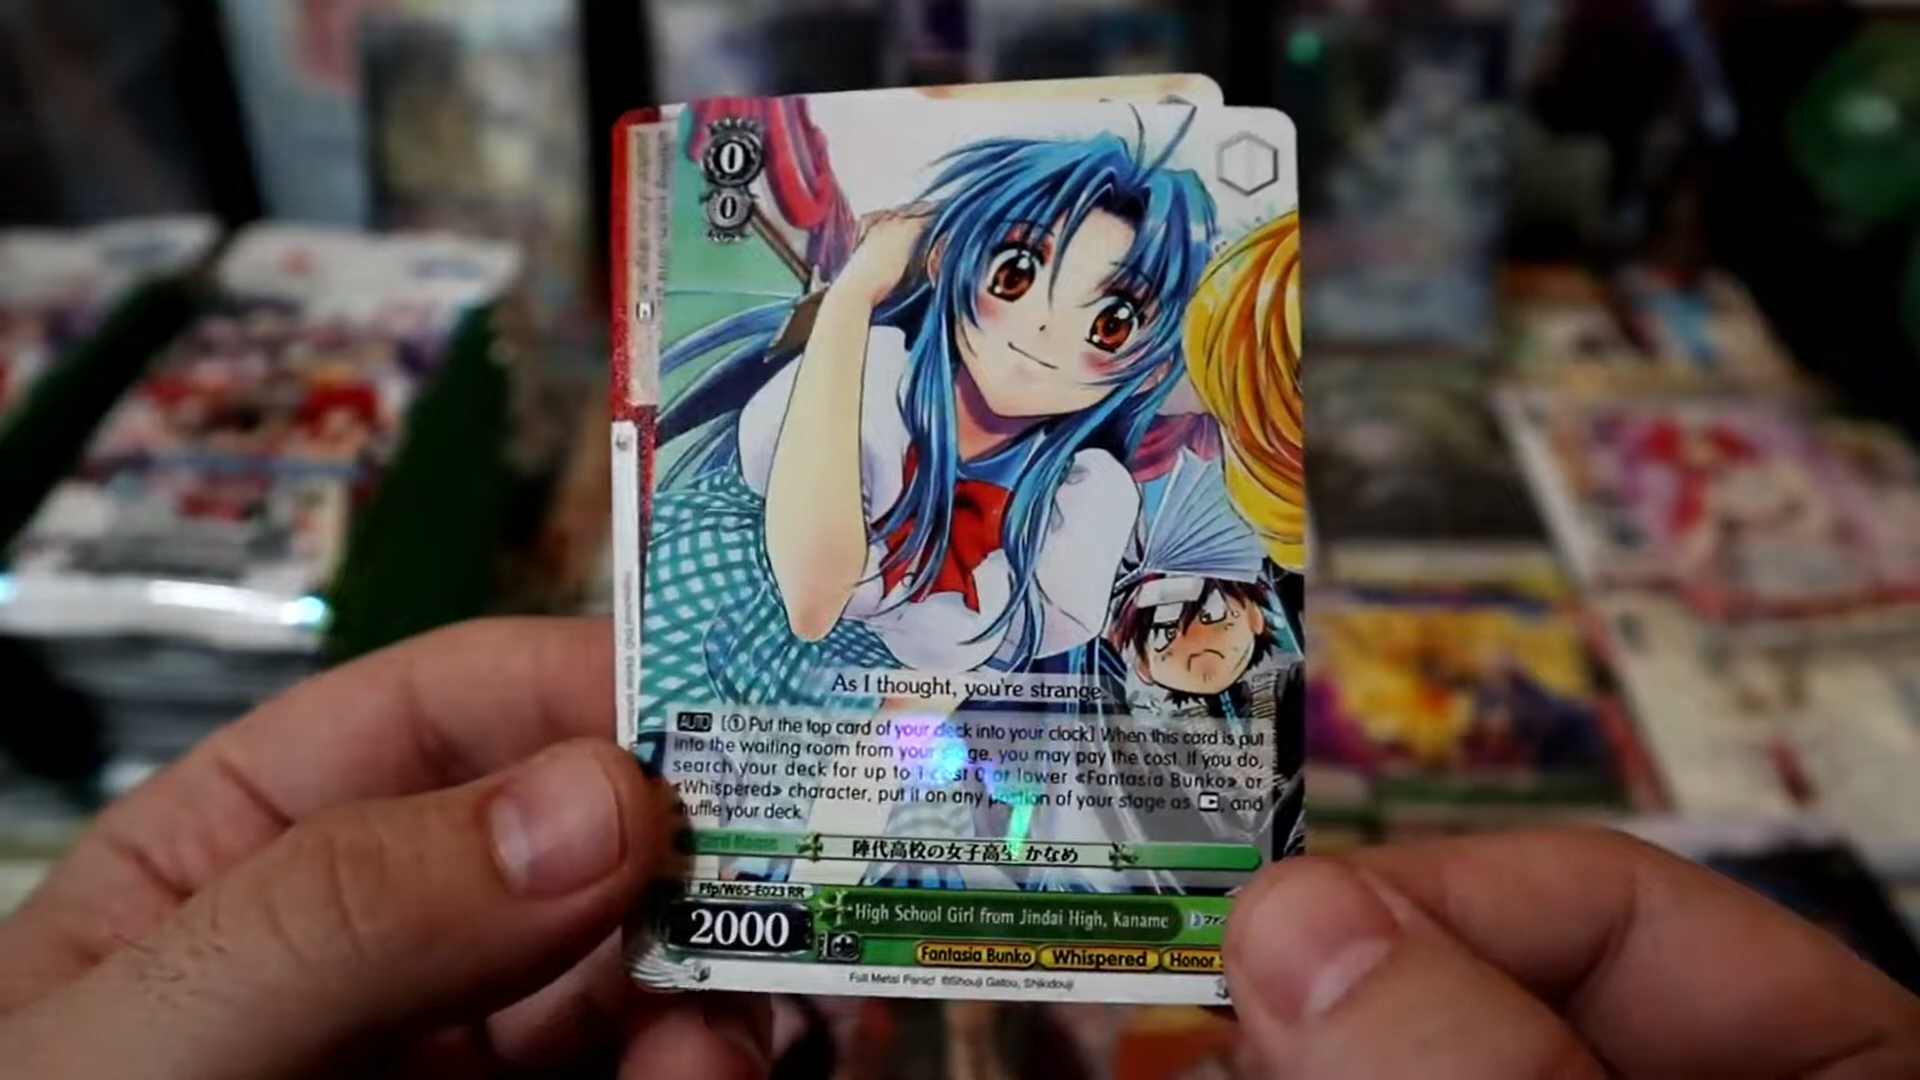 0
0
As I thought, you're strange.
AUTO [① Put the top card of your deck into your clock] When this card is put
into the waiting room from your stage, you may pay the cost. If you do,
search your deck for up to 1 cost 0 or lower «Fantasia Bunko» or
«Whispered» character, put it on any portion of your stage as , and
shuffle your deck.
Card Name
陣代高校の女子高生 かなめ
Pfp/W65-E023 RR
2000
1
High School Girl from Jindai High, Kaname
Fantasia Bunko Whispered Honor
Full Metal Panic! ©Shouji Gatou, Shikidouji